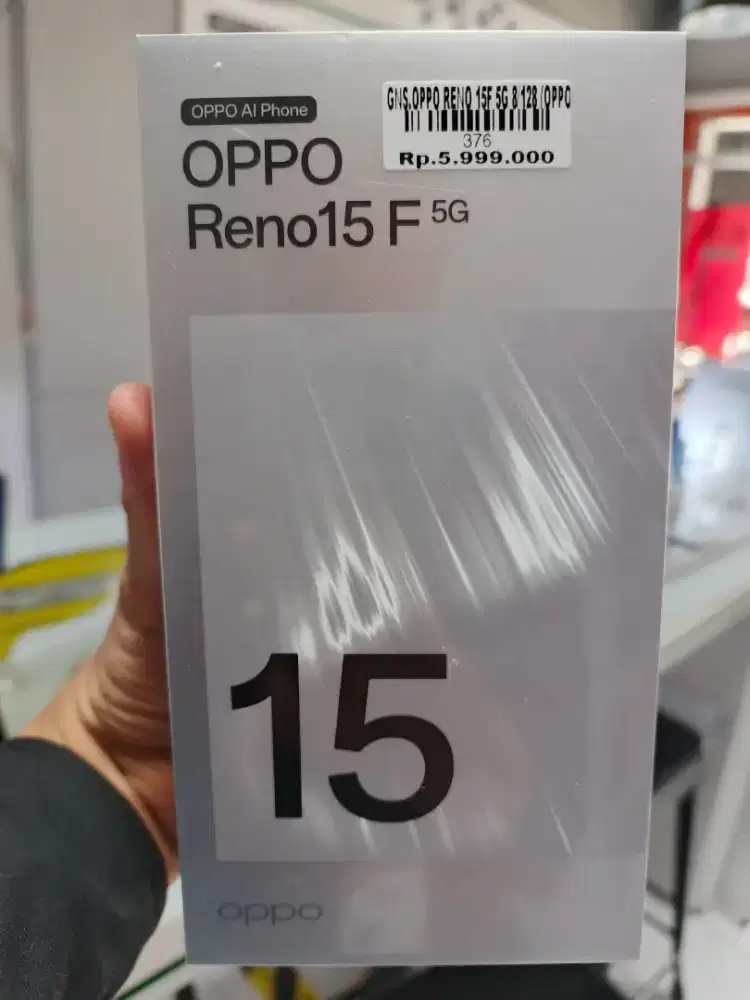 OPPO AI Phone
OPPO
Reno15 F 5G
GNS.OPPO RENO 15F 5G 8 128 (OPPO
376
Rp.5.999.000
15
oppo